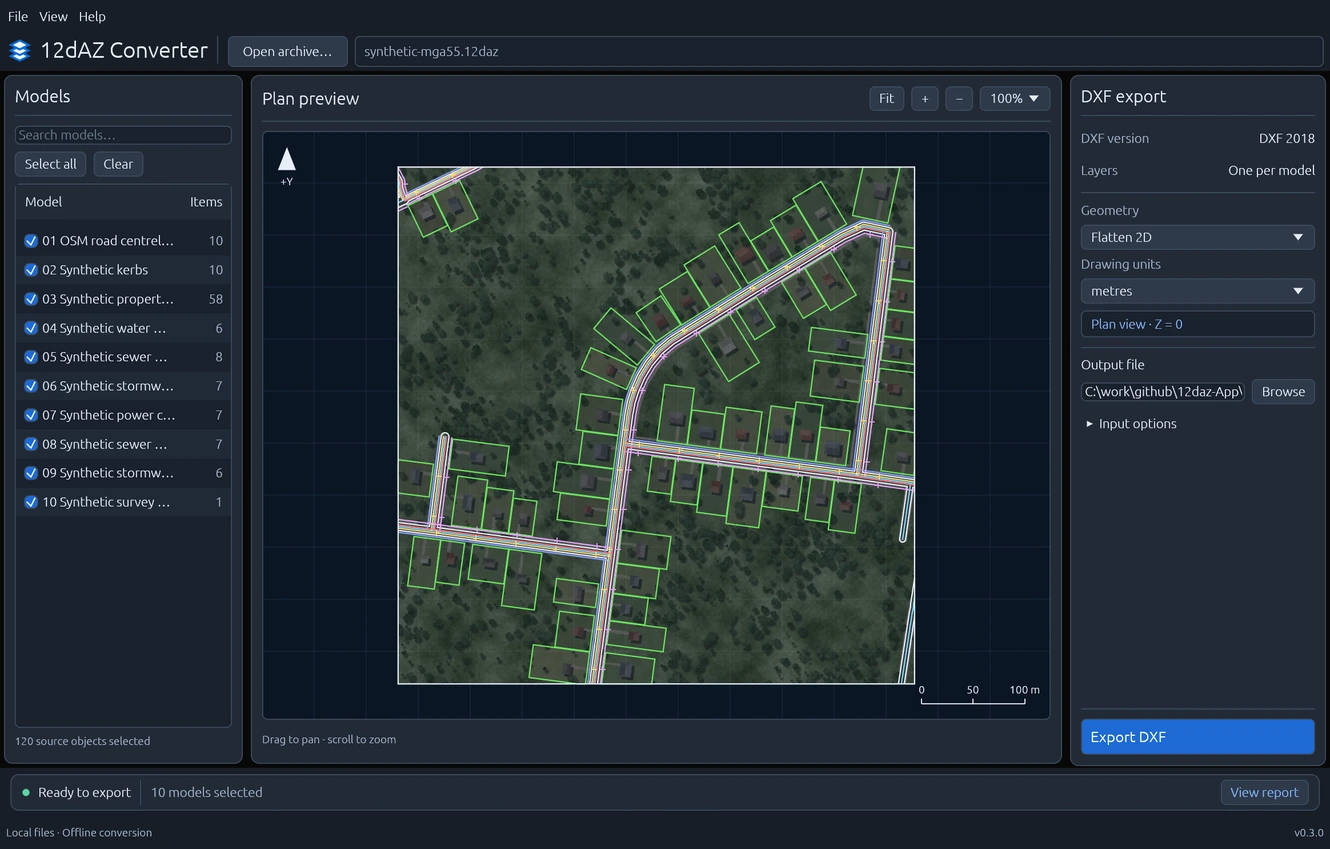 File View Help
12dAZ Converter
Open archive...
synthetic-mga55.12daz
Models
Search models...
Select all
Clear
Model Items
01 OSM road centrel... 10
02 Synthetic kerbs 10
03 Synthetic propert... 58
04 Synthetic water ... 6
05 Synthetic sewer ... 8
06 Synthetic stormw... 7
07 Synthetic power c... 7
08 Synthetic sewer ... 7
09 Synthetic stormw... 6
10 Synthetic survey ... 1
120 source objects selected
Plan preview
Fit + − 100%
+Y
0 50 100 m
Drag to pan · scroll to zoom
DXF export
DXF version DXF 2018
Layers One per model
Geometry
Flatten 2D
Drawing units
metres
Plan view · Z = 0
Output file
C:\work\github\12daz-App\
Browse
Input options
Export DXF
Ready to export
10 models selected
View report
Local files · Offline conversion
v0.3.0